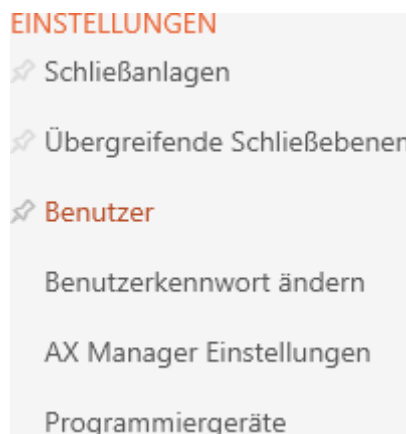 EINSTELLUNGEN
Schließanlagen
Übergreifende Schließebenen
Benutzer
Benutzerkennwort ändern
AX Manager Einstellungen
Programmiergeräte